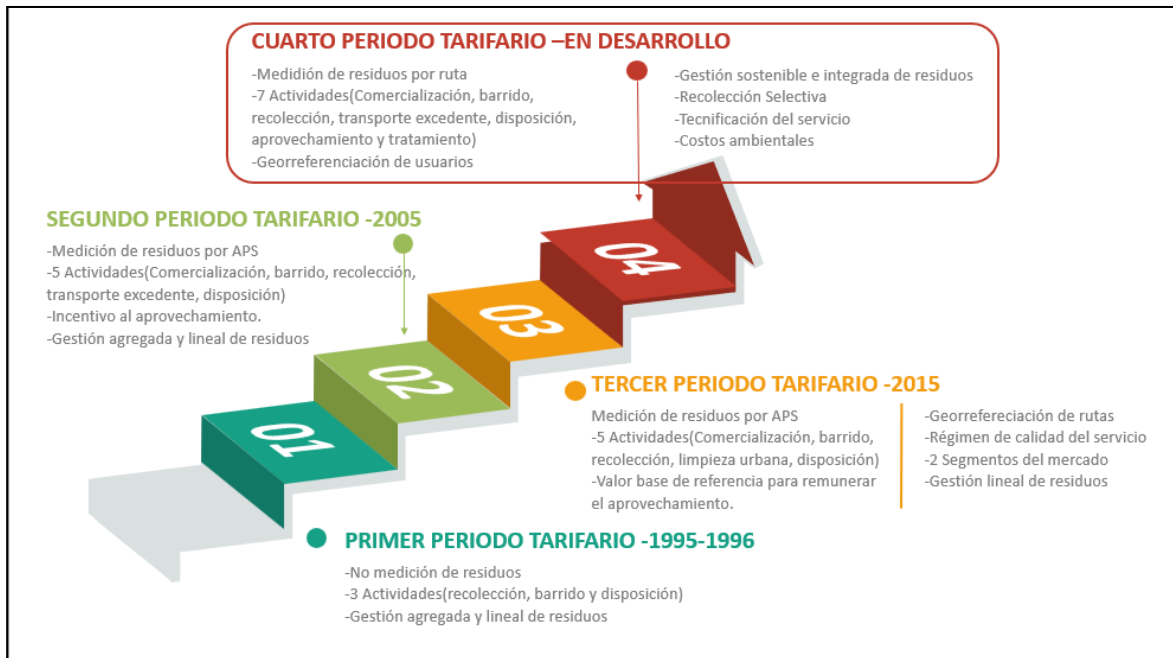 CUARTO PERIODO TARIFARIO –EN DESARROLLO
-Medidión de residuos por ruta
-7 Actividades(Comercialización, barrido,
recolección, transporte excedente, disposición,
aprovechamiento y tratamiento)
-Georreferenciación de usuarios
-Gestión sostenible e integrada de residuos
-Recolección Selectiva
-Tecnificación del servicio
-Costos ambientales
SEGUNDO PERIODO TARIFARIO -2005
-Medición de residuos por APS
-5 Actividades(Comercialización, barrido, recolección,
transporte excedente, disposición)
-Incentivo al aprovechamiento.
-Gestión agregada y lineal de residuos
04
03
02
01
TERCER PERIODO TARIFARIO -2015
Medición de residuos por APS
-5 Actividades(Comercialización, barrido,
recolección, limpieza urbana, disposición)
-Valor base de referencia para remunerar
el aprovechamiento.
-Georrefereciación de rutas
-Régimen de calidad del servicio
-2 Segmentos del mercado
-Gestión lineal de residuos
PRIMER PERIODO TARIFARIO -1995-1996
-No medición de residuos
-3 Actividades(recolección, barrido y disposición)
-Gestión agregada y lineal de residuos